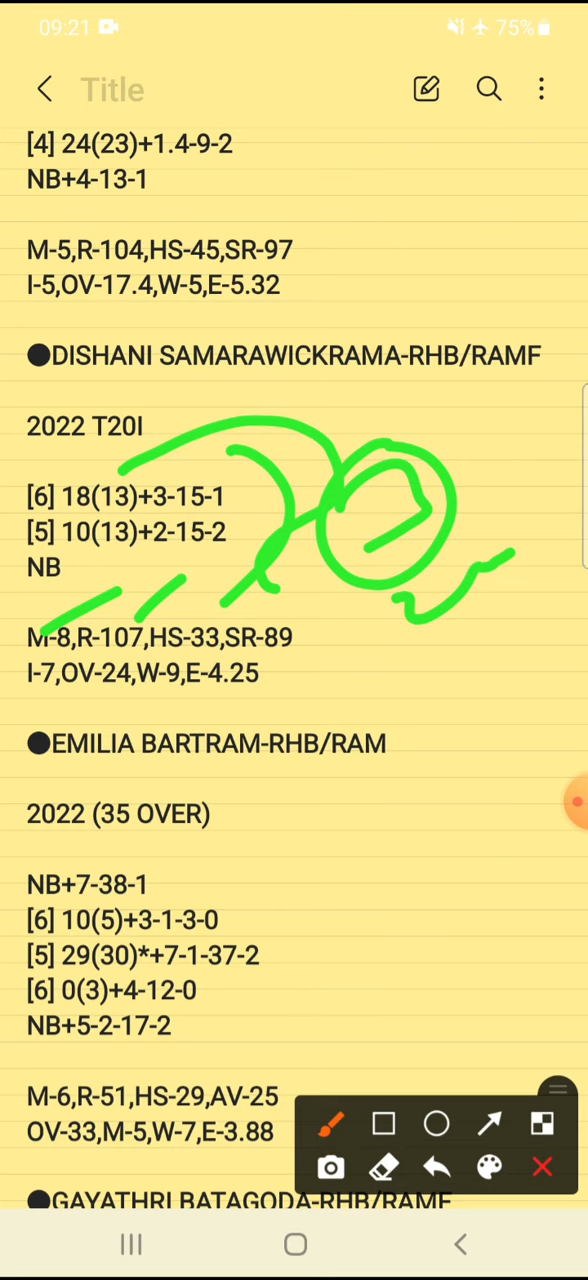 09:21 75%
Title
[4] 24(23)+1.4-9-2
NB+4-13-1
M-5,R-104,HS-45,SR-97
I-5,OV-17.4,W-5,E-5.32
●DISHANI SAMARAWICKRAMA-RHB/RAMF
2022 T20I
[6] 18(13)+3-15-1
[5] 10(13)+2-15-2
NB
M-8,R-107,HS-33,SR-89
I-7,OV-24,W-9,E-4.25
●EMILIA BARTRAM-RHB/RAM
2022 (35 OVER)
NB+7-38-1
[6] 10(5)+3-1-3-0
[5] 29(30)*+7-1-37-2
[6] 0(3)+4-12-0
NB+5-2-17-2
M-6,R-51,HS-29,AV-25
OV-33,M-5,W-7,E-3.88
●GAYATHRI BATAGODA-RHB/RAMF